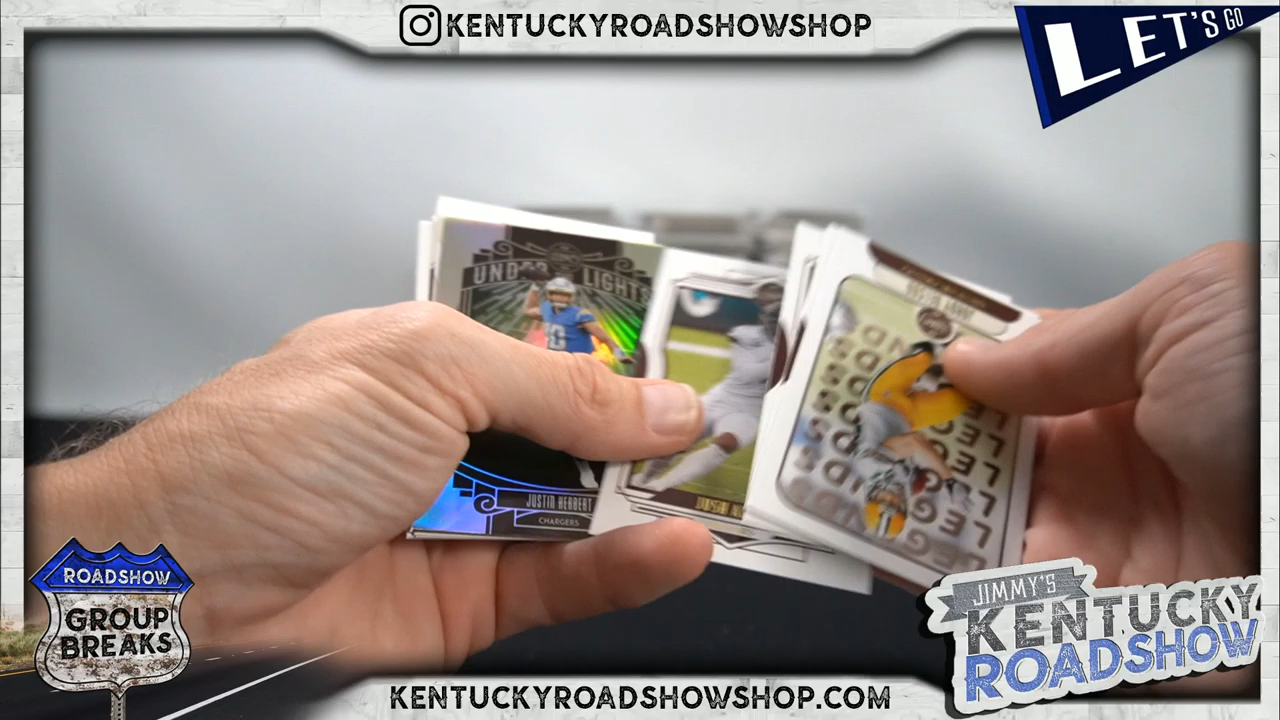 KENTUCKYROADSHOWSHOP
LET'S GO
UNDER LIGHTS
JUSTIN HERBERT
CHARGERS
LEGENDS
ROADSHOW
GROUP
BREAKS
JIMMY'S
KENTUCKY
ROADSHOW
KENTUCKYROADSHOWSHOP.COM